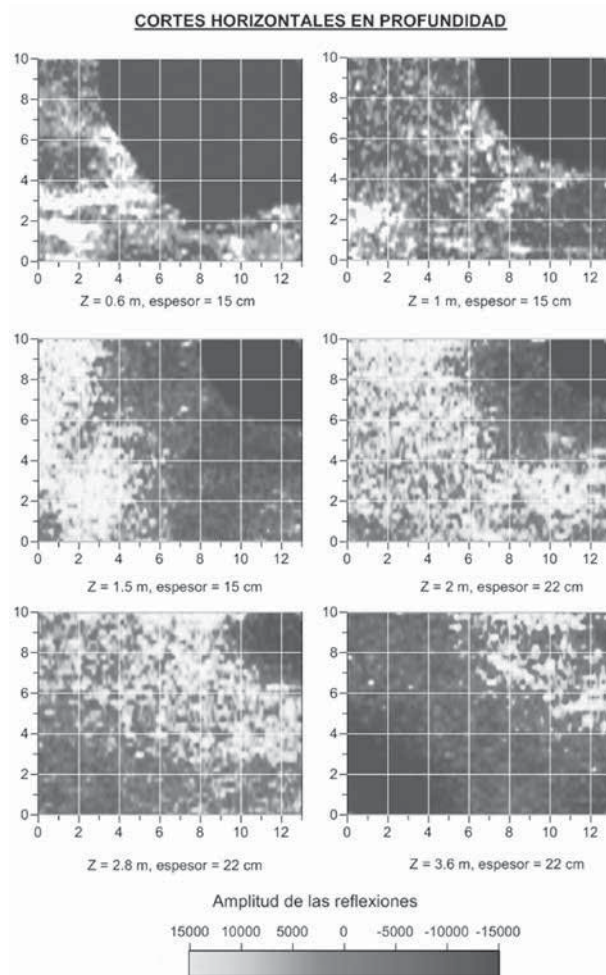 CORTES HORIZONTALES EN PROFUNDIDAD
10 10
8 8
6 6
4 4
2 2
0 0
0 2 4 6 8 10 12 0 2 4 6 8 10 12
Z = 0.6 m, espesor = 15 cm Z = 1 m, espesor = 15 cm
10 10
8 8
6 6
4 4
2 2
0 0
0 2 4 6 8 10 12 0 2 4 6 8 10 12
Z = 1.5 m, espesor = 15 cm Z = 2 m, espesor = 22 cm
10 10
8 8
6 6
4 4
2 2
0 0
0 2 4 6 8 10 12 0 2 4 6 8 10 12
Z = 2.8 m, espesor = 22 cm Z = 3.6 m, espesor = 22 cm
Amplitud de las reflexiones
15000 10000 5000 0 -5000 -10000 -15000